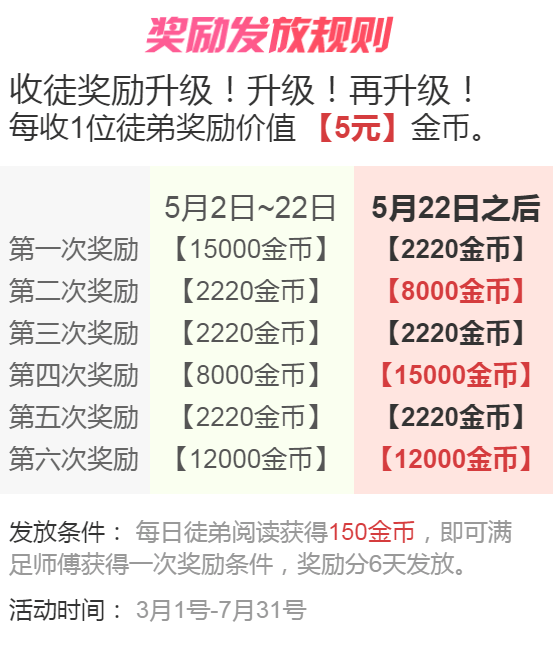 奖励发放规则
收徒奖励升级！升级！再升级！
每收1位徒弟奖励价值【5元】金币。
5月2日~22日 5月22日之后
第一次奖励 【15000金币】 【2220金币】
第二次奖励 【2220金币】 【8000金币】
第三次奖励 【2220金币】 【2220金币】
第四次奖励 【8000金币】 【15000金币】
第五次奖励 【2220金币】 【2220金币】
第六次奖励 【12000金币】 【12000金币】
发放条件： 每日徒弟阅读获得150金币，即可满
足师傅获得一次奖励条件，奖励分6天发放。
活动时间： 3月1号-7月31号